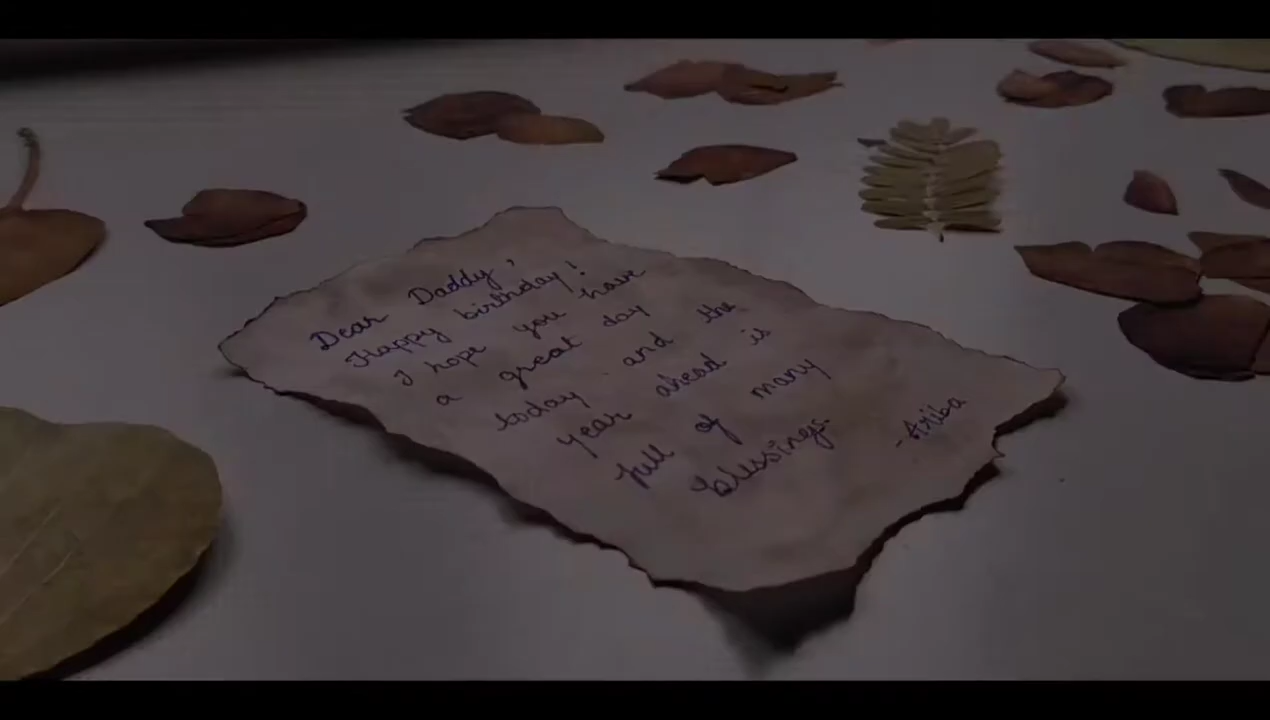 Dear Daddy,
Happy birthday!
I hope you have
a great day
today and the
year ahead is
full of many
blessings.
- Ariba